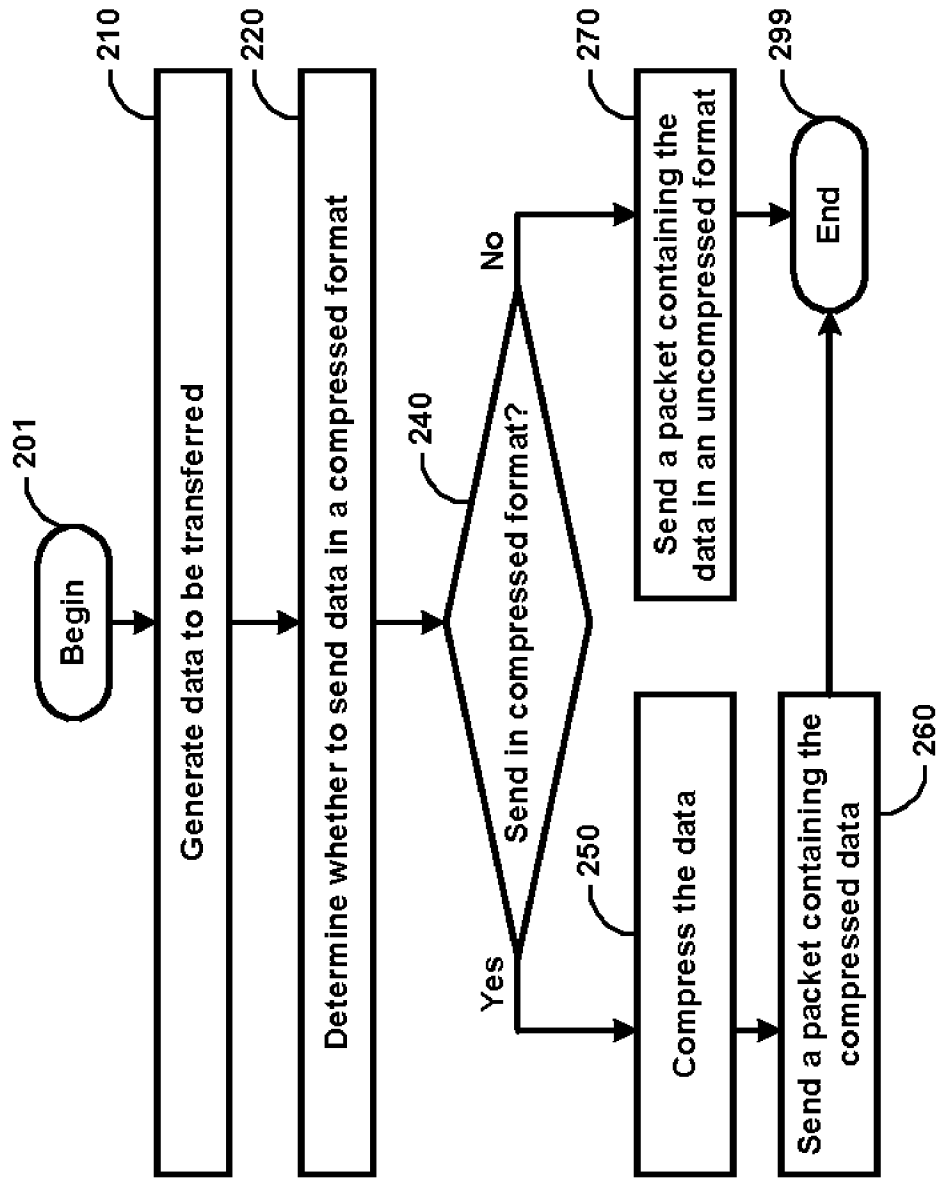 Begin
201
Generate data to be transferred
210
Determine whether to send data in a compressed format
220
Send in compressed format?
240
Yes
No
Compress the data
250
Send a packet containing the
data in an uncompressed format
270
Send a packet containing the
compressed data
260
End
299